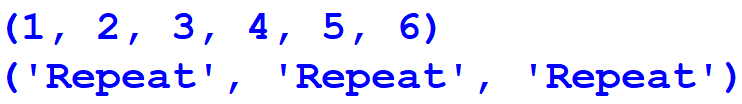 (1, 2, 3, 4, 5, 6)
('Repeat', 'Repeat', 'Repeat')